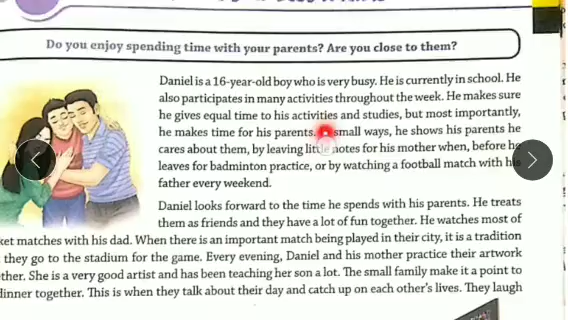 Do you enjoy spending time with your parents? Are you close to them?
Daniel is a 16-year-old boy who is very busy. He is currently in school. He
also participates in many activities throughout the week. He makes sure
he gives equal time to his activities and studies, but most importantly,
he makes time for his parents. small ways, he shows his parents he
cares about them, by leaving little notes for his mother when, before he
leaves for badminton practice, or by watching a football match with his
father every weekend.
Daniel looks forward to the time he spends with his parents. He treats
them as friends and they have a lot of fun together. He watches most of
ket matches with his dad. When there is an important match being played in their city, it is a tradition
they go to the stadium for the game. Every evening, Daniel and his mother practice their artwork
ther. She is a very good artist and has been teaching her son a lot. The small family make it a point to
dinner together. This is when they talk about their day and catch up on each other's lives. They laugh